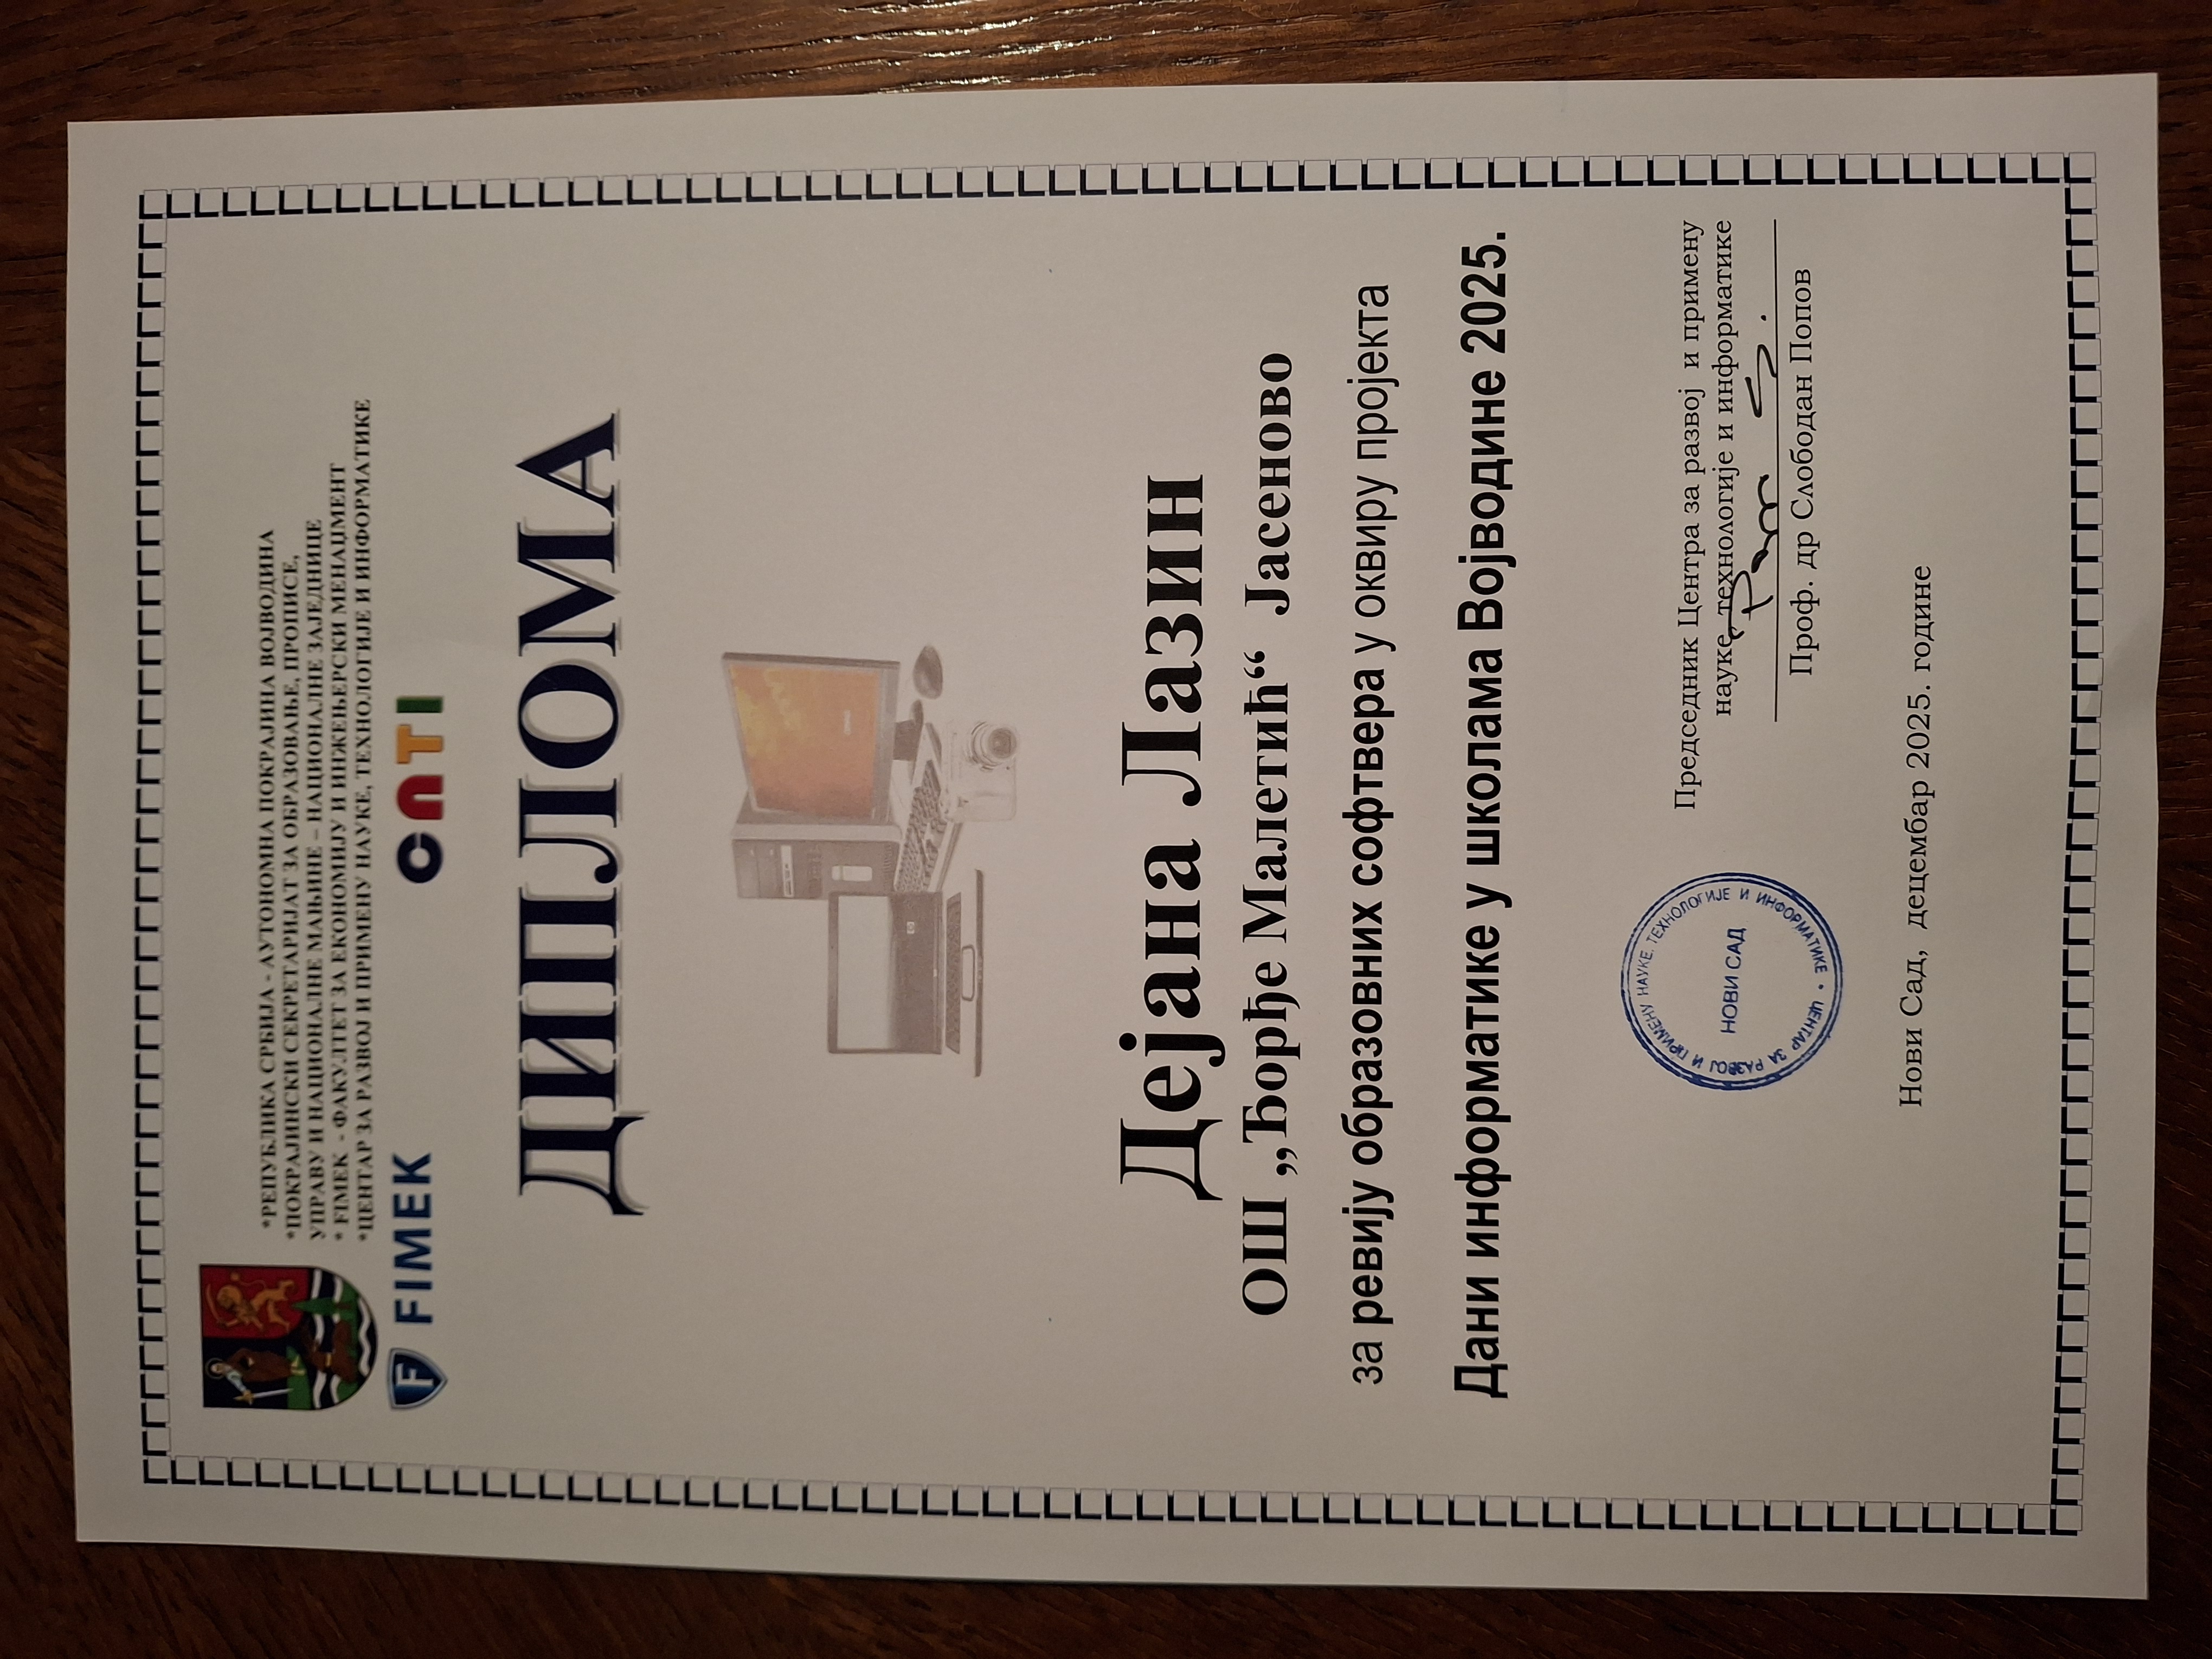 *РЕПУБЛИКА СРБИЈА - АУТОНОМНА ПОКРАЈИНА ВОЈВОДИНА
*ПОКРАЈИНСКИ СЕКРЕТАРИЈАТ ЗА ОБРАЗОВАЊЕ, ПРОПИСЕ,
УПРАВУ И НАЦИОНАЛНЕ МАЊИНЕ – НАЦИОНАЛНЕ ЗАЈЕДНИЦЕ
* FIMEK - ФАКУЛТЕТ ЗА ЕКОНОМИЈУ И ИНЖЕЊЕРСКИ МЕНАЏМЕНТ
*ЦЕНТАР ЗА РАЗВОЈ И ПРИМЕНУ НАУКЕ, ТЕХНОЛОГИЈЕ И ИНФОРМАТИКЕ
F FIMEK
ДИПЛОМА
hp
Дејана Лазин
ОШ „Ђорђе Малетић“ Јасеново
за ревију образовних софтвера у оквиру пројекта
Дани информатике у школама Војводине 2025.
Председник Центра за развој и примену
науке, технологије и информатике
Проф. др Слободан Попов
ЦЕНТАР ЗА РАЗВОЈ И ПРИМЕНУ НАУКЕ, ТЕХНОЛОГИЈЕ И ИНФОРМАТИКЕ •
НОВИ САД
Нови Сад, децембар 2025. године